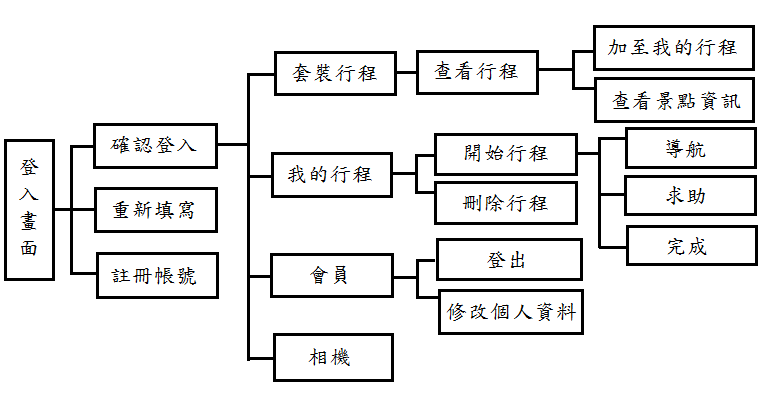 登入畫面
確認登入
重新填寫
註冊帳號
套裝行程
查看行程
加至我的行程
查看景點資訊
我的行程
開始行程
導航
求助
完成
刪除行程
會員
登出
修改個人資料
相機